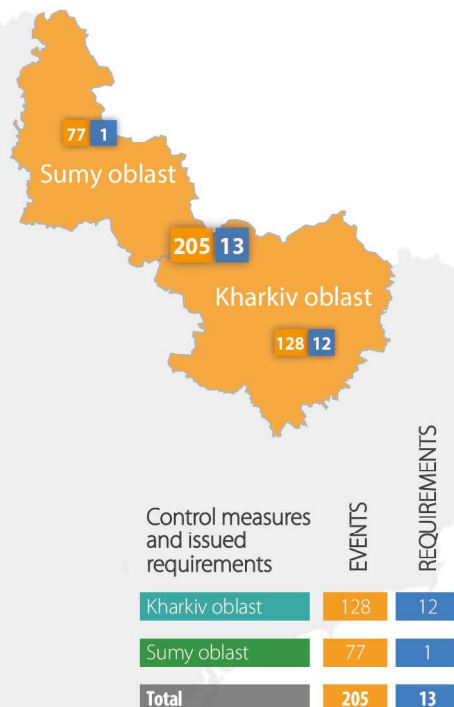 77 1
Sumy oblast
205 13
Kharkiv oblast
128 12
Control measures
and issued
requirements
EVENTS
REQUIREMENTS
Kharkiv oblast 128 12
Sumy oblast 77 1
Total 205 13